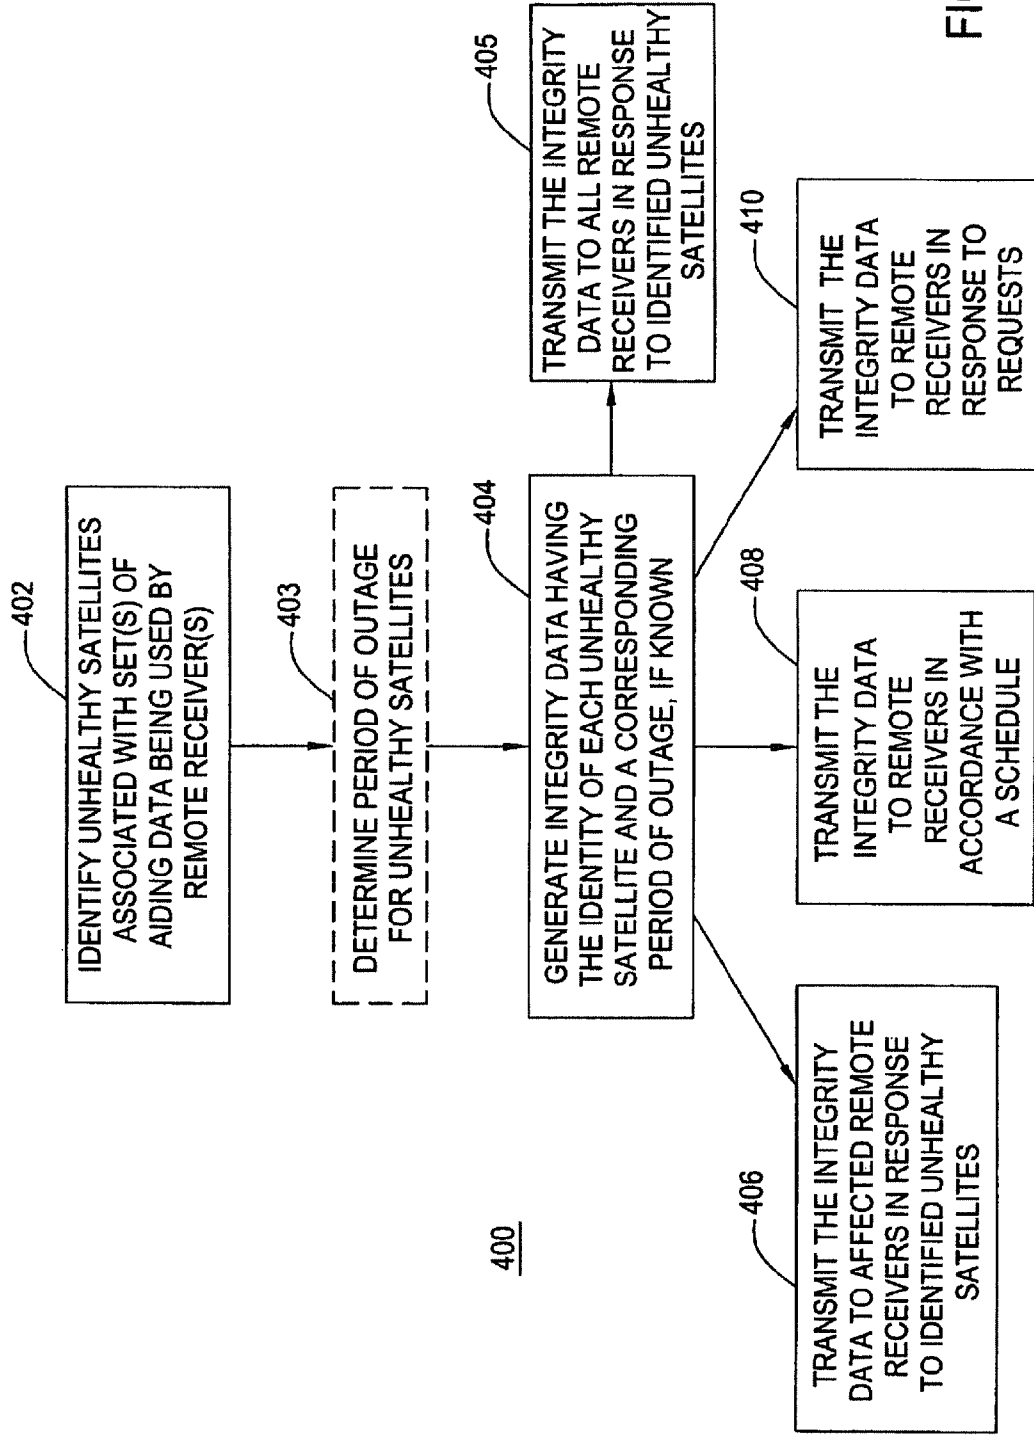 402
IDENTIFY UNHEALTHY SATELLITES
ASSOCIATED WITH SET(S) OF
AIDING DATA BEING USED BY
REMOTE RECEIVER(S)
403
DETERMINE PERIOD OF OUTAGE
FOR UNHEALTHY SATELLITES
404
GENERATE INTEGRITY DATA HAVING
THE IDENTITY OF EACH UNHEALTHY
SATELLITE AND A CORRESPONDING
PERIOD OF OUTAGE, IF KNOWN
405
TRANSMIT THE INTEGRITY
DATA TO ALL REMOTE
RECEIVERS IN RESPONSE
TO IDENTIFIED UNHEALTHY
SATELLITES
400
406
TRANSMIT THE INTEGRITY
DATA TO AFFECTED REMOTE
RECEIVERS IN RESPONSE
TO IDENTIFIED UNHEALTHY
SATELLITES
408
TRANSMIT THE
INTEGRITY DATA
TO REMOTE
RECEIVERS IN
ACCORDANCE WITH
A SCHEDULE
410
TRANSMIT THE
INTEGRITY DATA
TO REMOTE
RECEIVERS IN
RESPONSE TO
REQUESTS